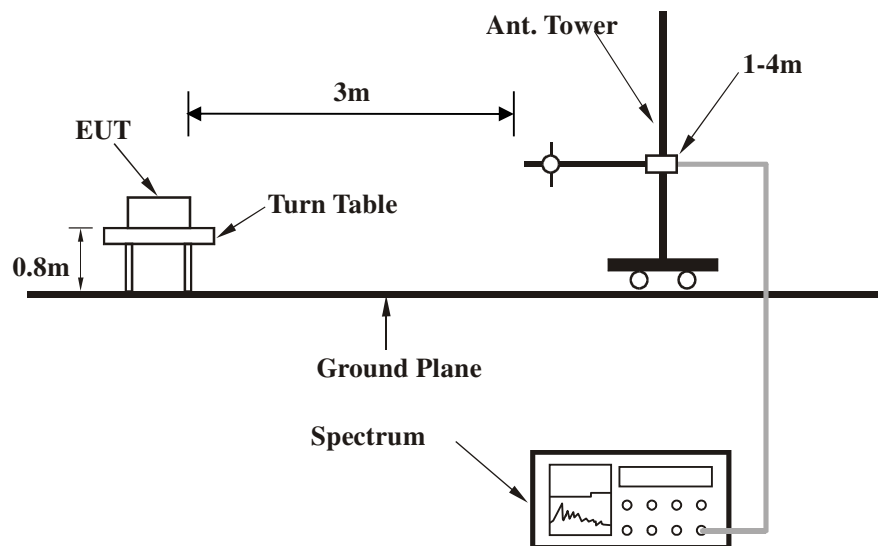 Ant. Tower
1-4m
3m
EUT
Turn Table
0.8m
Ground Plane
Spectrum